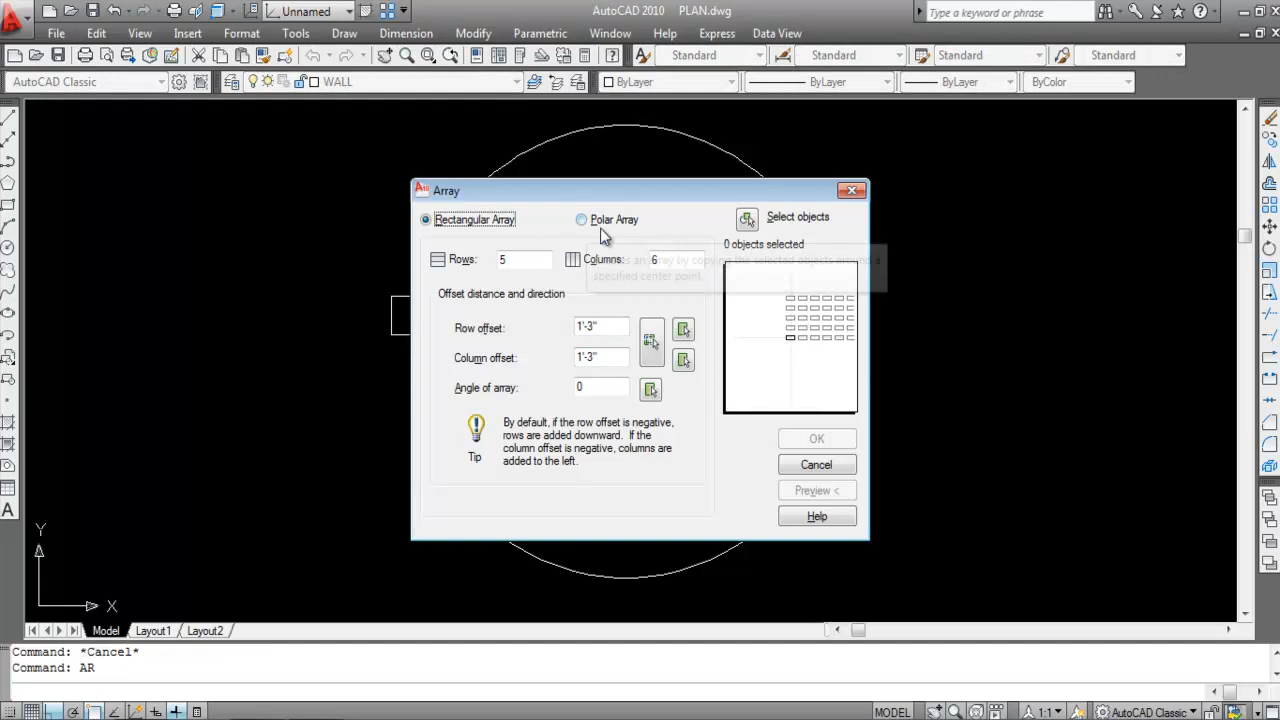 Unnamed
AutoCAD 2010 PLAN.dwg
Type a keyword or phrase
File Edit View Insert Format Tools Draw Dimension Modify Parametric Window Help Express Data View
Standard Standard Standard Standard
AutoCAD Classic WALL ByLayer ByLayer ByLayer ByColor
Array
Rectangular Array Polar Array Select objects
0 objects selected
Rows: 5 Columns: 6
specified center point.
Offset distance and direction
Row offset: 1'-3"
Column offset: 1'-3"
Angle of array: 0
Tip
By default, if the row offset is negative,
rows are added downward. If the
column offset is negative, columns are
added to the left.
OK
Cancel
Preview <
Help
Y
X
Model Layout1 Layout2
Command: *Cancel*
Command: AR
MODEL 1:1 AutoCAD Classic
A